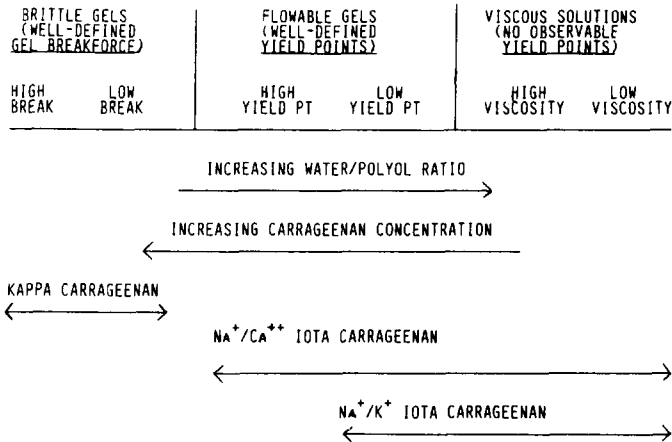 BRITTLE GELS
(WELL-DEFINED
GEL BREAKFORCE)
FLOWABLE GELS
(WELL-DEFINED
YIELD POINTS)
VISCOUS SOLUTIONS
(NO OBSERVABLE
YIELD POINTS)
HIGH BREAK
LOW BREAK
HIGH YIELD PT
LOW YIELD PT
HIGH VISCOSITY
LOW VISCOSITY
INCREASING WATER/POLYOL RATIO
INCREASING CARRAGEENAN CONCENTRATION
KAPPA CARRAGEENAN
NA⁺/CA⁺⁺ IOTA CARRAGEENAN
NA⁺/K⁺ IOTA CARRAGEENAN